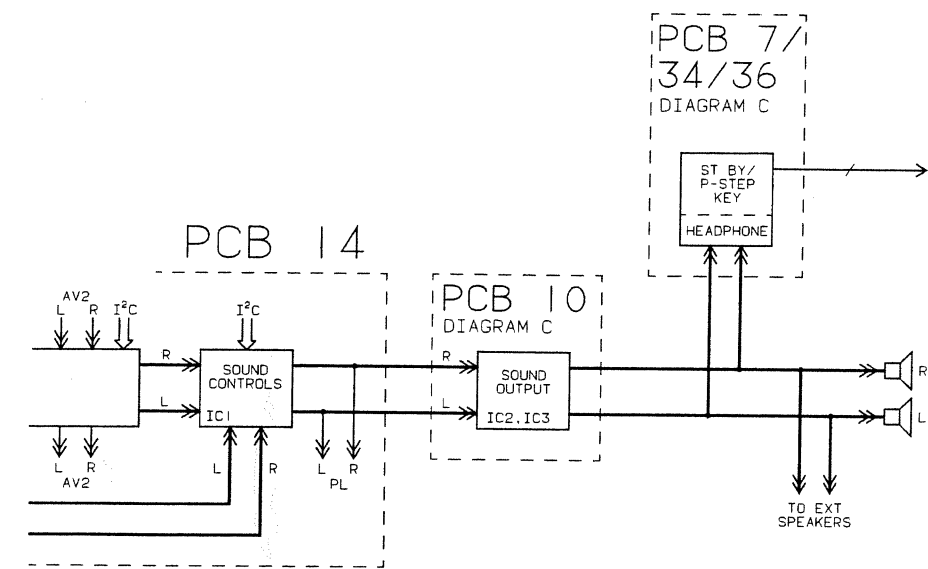 PCB 7/
34/36
DIAGRAM C
ST BY/
P-STEP
KEY
HEADPHONE
PCB 14
PCB 10
DIAGRAM C
AV2
L R I²C
I²C
R
L
SOUND
CONTROLS
IC1
R
L
SOUND
OUTPUT
IC2,IC3
R
L
L R
AV2
L R
L R
PL
TO EXT
SPEAKERS